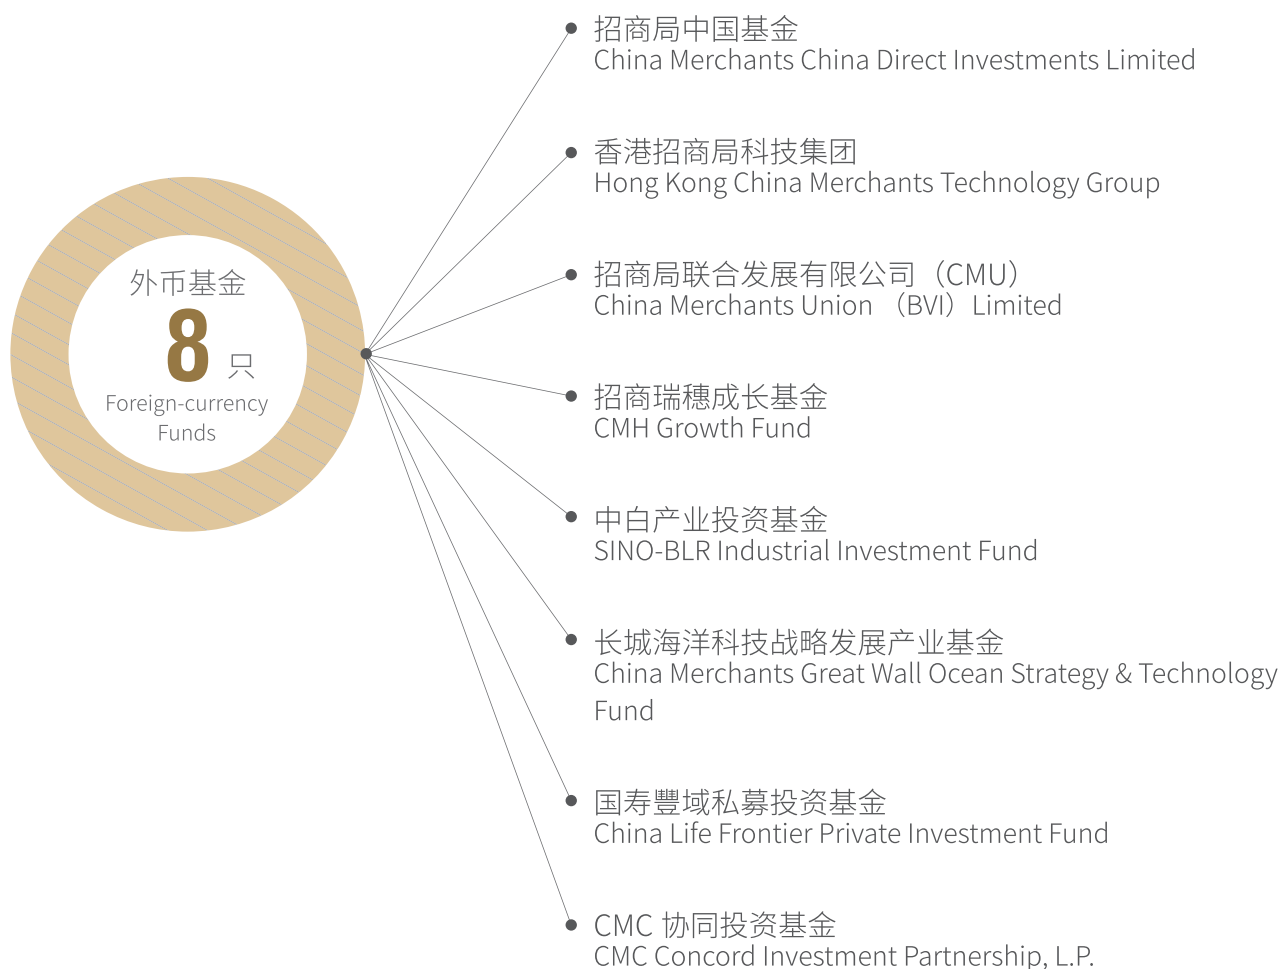 外币基金
8 只
Foreign-currency
Funds
招商局中国基金
China Merchants China Direct Investments Limited
香港招商局科技集团
Hong Kong China Merchants Technology Group
招商局联合发展有限公司（CMU）
China Merchants Union （BVI）Limited
招商瑞穗成长基金
CMH Growth Fund
中白产业投资基金
SINO-BLR Industrial Investment Fund
长城海洋科技战略发展产业基金
China Merchants Great Wall Ocean Strategy & Technology
Fund
国寿豐域私募投资基金
China Life Frontier Private Investment Fund
CMC 协同投资基金
CMC Concord Investment Partnership, L.P.